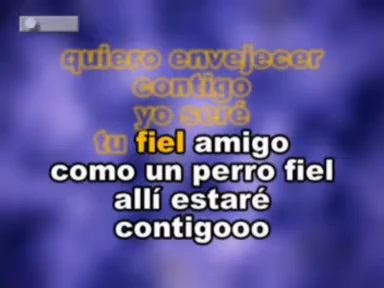 quiero envejecer
contigo
yo seré
tu fiel amigo
como un perro fiel
allí estaré
contigooo